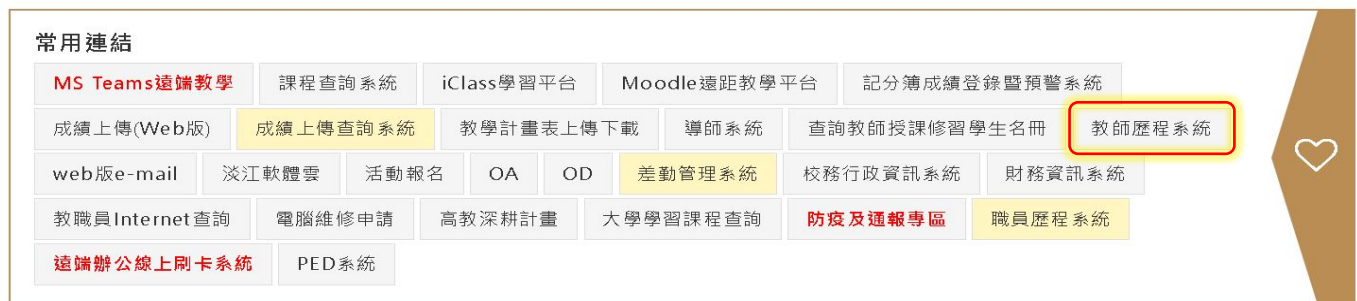 常用連結
MS Teams遠端教學 課程查詢系統 iClass學習平台 Moodle遠距教學平台 記分簿成績登錄暨預警系統
成績上傳(Web版) 成績上傳查詢系統 教學計畫表上傳下載 導師系統 查詢教師授課修習學生名冊 教師歷程系統
web版e-mail 淡江軟體雲 活動報名 OA OD 差勤管理系統 校務行政資訊系統 財務資訊系統
教職員Internet查詢 電腦維修申請 高教深耕計畫 大學學習課程查詢 防疫及通報專區 職員歷程系統
遠端辦公線上刷卡系統 PED系統